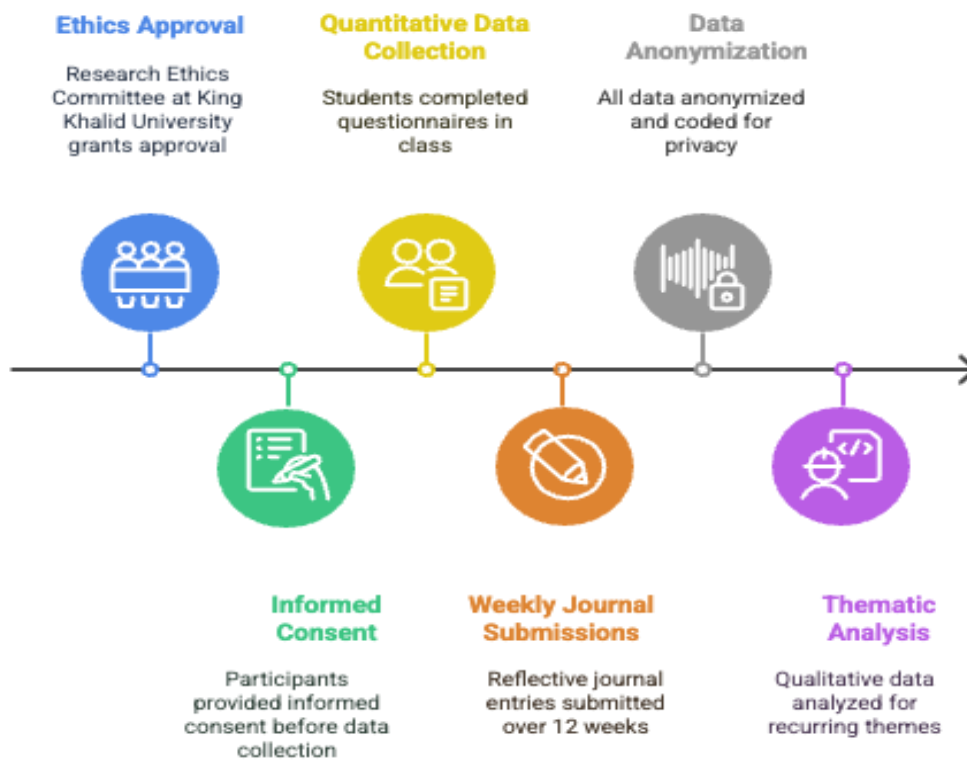 Ethics Approval
Research Ethics
Committee at King
Khalid University
grants approval
Quantitative Data
Collection
Students completed
questionnaires in
class
Data
Anonymization
All data anonymized
and coded for
privacy
Informed
Consent
Participants
provided informed
consent before data
collection
Weekly Journal
Submissions
Reflective journal
entries submitted
over 12 weeks
Thematic
Analysis
Qualitative data
analyzed for
recurring themes